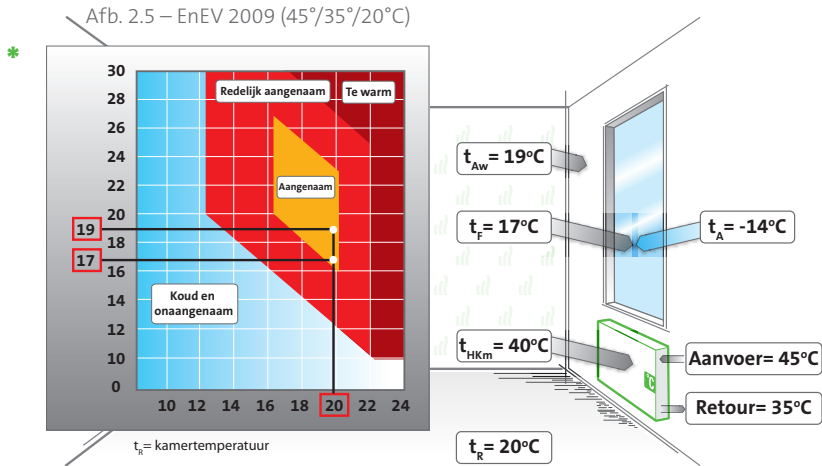 Afb. 2.5 – EnEV 2009 (45°/35°/20°C)
*
30
28
26
24
22
20
19
18
17
16
14
12
10
0
Redelijk aangenaam
Te warm
Aangenaam
Koud en
onaangenaam
10 12 14 16 18 20 22 24
tR= kamertemperatuur
tAw= 19°C
tF= 17°C
tA= -14°C
tHKm= 40°C
°C
Aanvoer= 45°C
Retour= 35°C
tR= 20°C